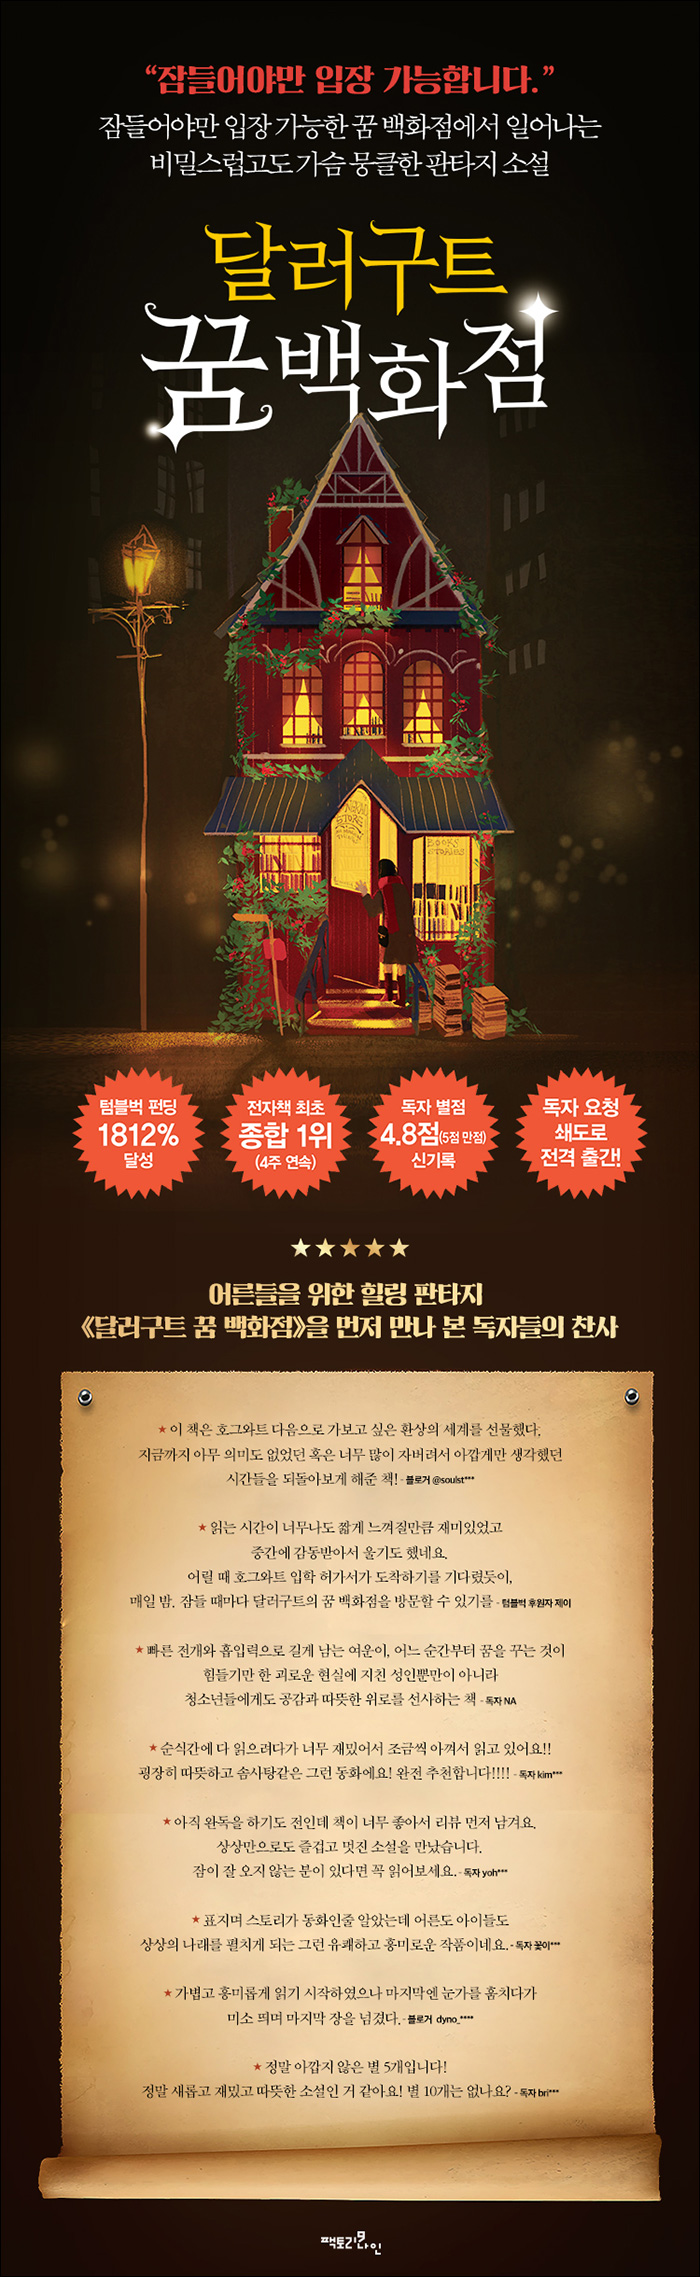 “잠들어야만 입장 가능합니다.”
잠들어야만 입장 가능한 꿈 백화점에서 일어나는
비밀스럽고도 가슴 뭉클한 판타지 소설
달러구트
꿈 백화점
STORE
BOOKS
STORIES
텀블벅 펀딩
1812%
달성
전자책 최초
종합 1위
(4주 연속)
독자 별점
4.8점(5점 만점)
신기록
독자 요청
쇄도로
전격 출간!
★★★★★
어른들을 위한 힐링 판타지
《달러구트 꿈 백화점》을 먼저 만나 본 독자들의 찬사
★ 이 책은 호그와트 다음으로 가보고 싶은 환상의 세계를 선물했다.
지금까지 아무 의미도 없었던 혹은 너무 많이 자버려서 아깝게만 생각했던
시간들을 되돌아보게 해준 책! - 블로거 @soulst***
★ 읽는 시간이 너무나도 짧게 느껴질만큼 재미있었고
중간에 감동받아서 울기도 했네요.
어릴 때 호그와트 입학 허가서가 도착하기를 기다렸듯이,
매일 밤. 잠들 때마다 달러구트의 꿈 백화점을 방문할 수 있기를 - 텀블벅 후원자 제이
★ 빠른 전개와 흡입력으로 길게 남는 여운이, 어느 순간부터 꿈을 꾸는 것이
힘들기만 한 괴로운 현실에 지친 성인뿐만이 아니라
청소년들에게도 공감과 따뜻한 위로를 선사하는 책 - 독자 NA
★ 순식간에 다 읽으려다가 너무 재밌어서 조금씩 아껴서 읽고 있어요!!
굉장히 따뜻하고 솜사탕같은 그런 동화에요! 완전 추천합니다!!!! - 독자 kim***
★ 아직 완독을 하기도 전인데 책이 너무 좋아서 리뷰 먼저 남겨요.
상상만으로도 즐겁고 멋진 소설을 만났습니다.
잠이 잘 오지 않는 분이 있다면 꼭 읽어보세요. - 독자 yoh***
★ 표지며 스토리가 동화인줄 알았는데 어른도 아이들도
상상의 나래를 펼치게 되는 그런 유쾌하고 흥미로운 작품이네요. - 독자 꽃이***
★ 가볍고 흥미롭게 읽기 시작하였으나 마지막엔 눈가를 훔치다가
미소 띄며 마지막 장을 넘겼다. - 블로거 dyno_****
★ 정말 아깝지 않은 별 5개입니다!
정말 새롭고 재밌고 따뜻한 소설인 거 같아요! 별 10개는 없나요? - 독자 bri***
팩토리나인